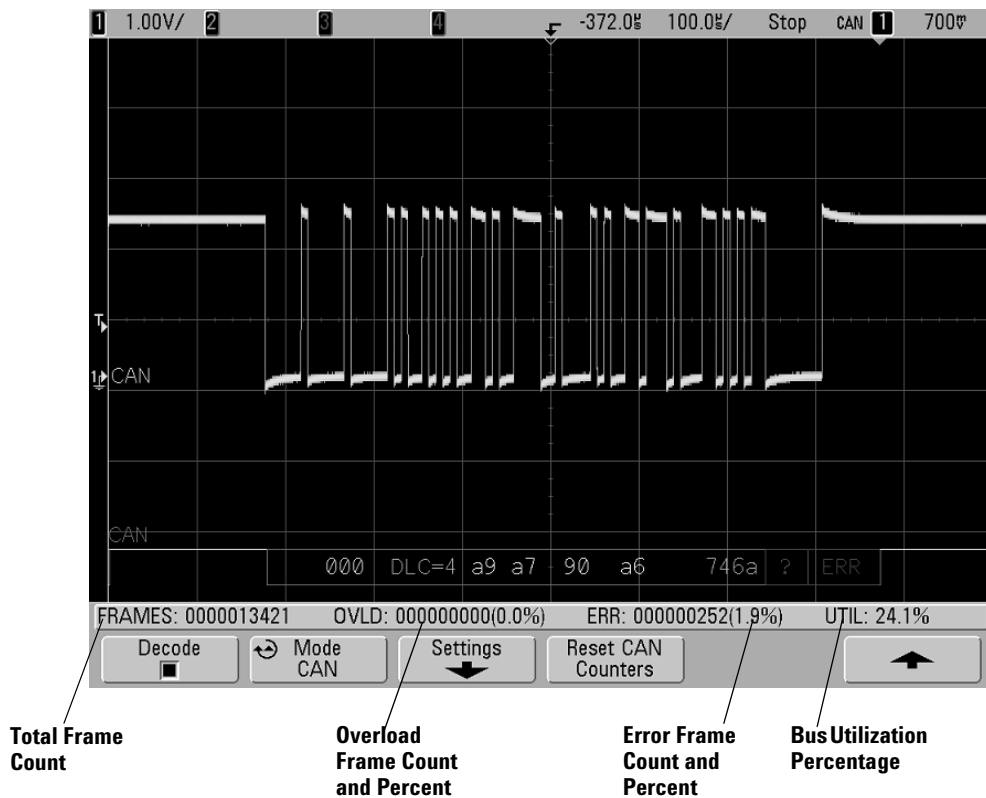 1 1.00V/ 2 3 4 -372.0µs 100.0µs/ Stop CAN 1 700mV
T
1 CAN
CAN
000 DLC=4 a9 a7 90 a6 746a ? ERR
FRAMES: 0000013421 OVLD: 000000000(0.0%) ERR: 000000252(1.9%) UTIL: 24.1%
Decode
Mode
CAN
Settings
Reset CAN
Counters
Total Frame
Count
Overload
Frame Count
and Percent
Error Frame
Count and
Percent
Bus Utilization
Percentage